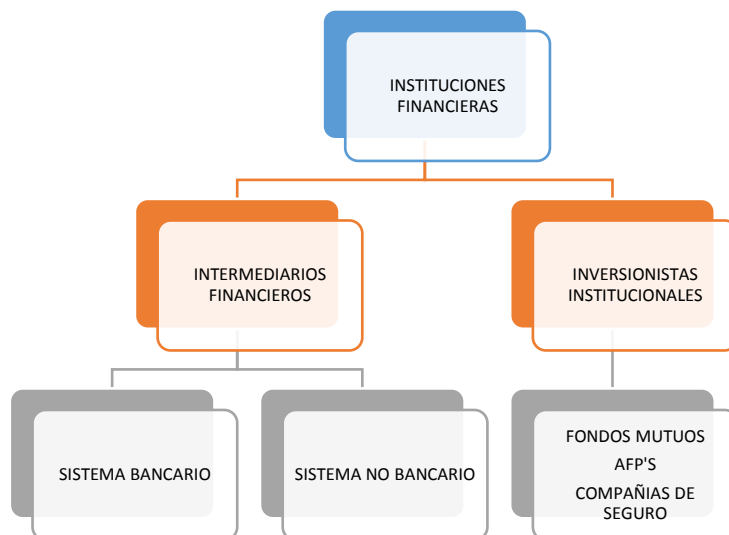 INSTITUCIONES
FINANCIERAS
INTERMEDIARIOS
FINANCIEROS
INVERSIONISTAS
INSTITUCIONALES
SISTEMA BANCARIO
SISTEMA NO BANCARIO
FONDOS MUTUOS
AFP'S
COMPAÑIAS DE
SEGURO